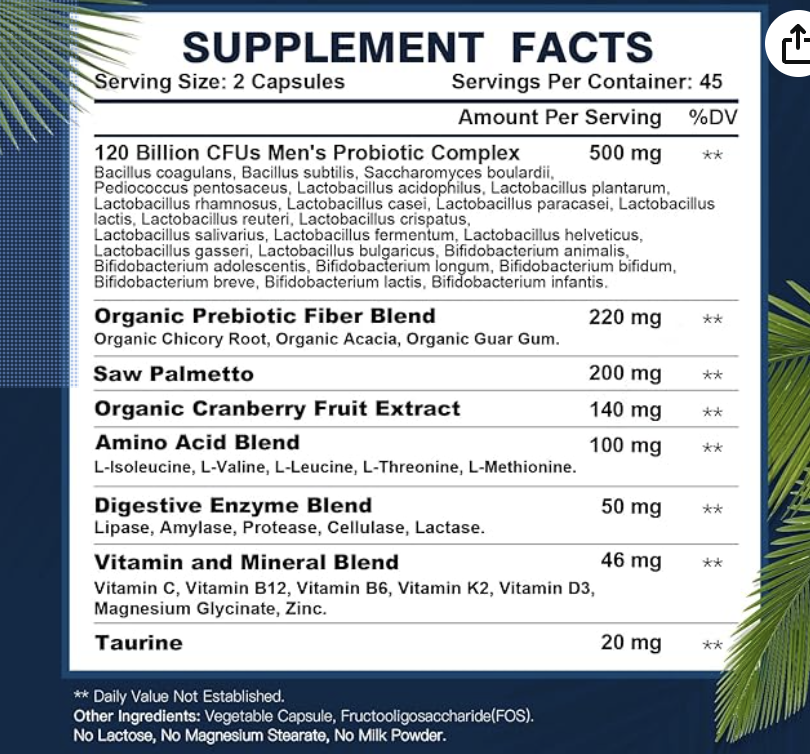 SUPPLEMENT FACTS
Serving Size: 2 Capsules Servings Per Container: 45
Amount Per Serving %DV
120 Billion CFUs Men's Probiotic Complex 500 mg **
Bacillus coagulans, Bacillus subtilis, Saccharomyces boulardii,
Pediococcus pentosaceus, Lactobacillus acidophilus, Lactobacillus plantarum,
Lactobacillus rhamnosus, Lactobacillus casei, Lactobacillus paracasei, Lactobacillus
lactis, Lactobacillus reuteri, Lactobacillus crispatus,
Lactobacillus salivarius, Lactobacillus fermentum, Lactobacillus helveticus,
Lactobacillus gasseri, Lactobacillus bulgaricus, Bifidobacterium animalis,
Bifidobacterium adolescentis, Bifidobacterium longum, Bifidobacterium bifidum,
Bifidobacterium breve, Bifidobacterium lactis, Bifidobacterium infantis.
Organic Prebiotic Fiber Blend 220 mg **
Organic Chicory Root, Organic Acacia, Organic Guar Gum.
Saw Palmetto 200 mg **
Organic Cranberry Fruit Extract 140 mg **
Amino Acid Blend 100 mg **
L-Isoleucine, L-Valine, L-Leucine, L-Threonine, L-Methionine.
Digestive Enzyme Blend 50 mg **
Lipase, Amylase, Protease, Cellulase, Lactase.
Vitamin and Mineral Blend 46 mg **
Vitamin C, Vitamin B12, Vitamin B6, Vitamin K2, Vitamin D3,
Magnesium Glycinate, Zinc.
Taurine 20 mg **
** Daily Value Not Established.
Other Ingredients: Vegetable Capsule, Fructooligosaccharide(FOS).
No Lactose, No Magnesium Stearate, No Milk Powder.